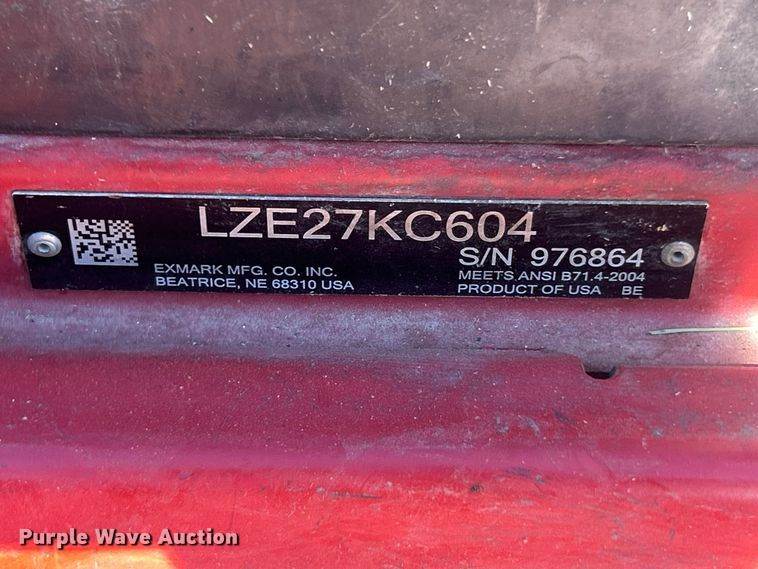 LZE27KC604
S/N 976864
EXMARK MFG. CO. INC.
BEATRICE, NE 68310 USA
MEETS ANSI B71.4-2004
PRODUCT OF USA BE
Purple Wave Auction